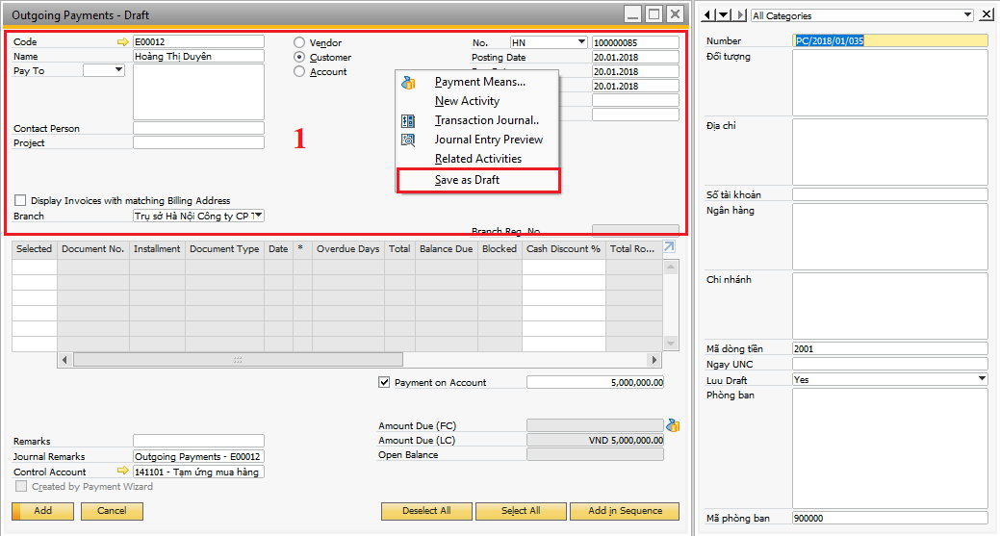 Outgoing Payments - Draft
Code E00012
Name Hoàng Thị Duyên
Pay To
Contact Person
Project
Vendor
Customer
Account
No. HN 100000085
Posting Date 20.01.2018
20.01.2018
20.01.2018
1
Payment Means...
New Activity
Transaction Journal..
Journal Entry Preview
Related Activities
Save as Draft
Display Invoices with matching Billing Address
Branch Trụ sở Hà Nội Công ty CP T
Branch Reg. No.
Selected Document No. Installment Document Type Date * Overdue Days Total Balance Due Blocked Cash Discount % Total Ro...
Payment on Account 5,000,000.00
Amount Due (FC)
Amount Due (LC) VND 5,000,000.00
Open Balance
Remarks
Journal Remarks Outgoing Payments - E00012
Control Account 141101 - Tạm ứng mua hàng
Created by Payment Wizard
Add Cancel Deselect All Select All Add in Sequence
All Categories
Number PC/2018/01/035
Đối tượng
Địa chỉ
Số tài khoản
Ngân hàng
Chi nhánh
Mã dòng tiền 2001
Ngay UNC
Luu Draft Yes
Phòng ban
Mã phòng ban 900000